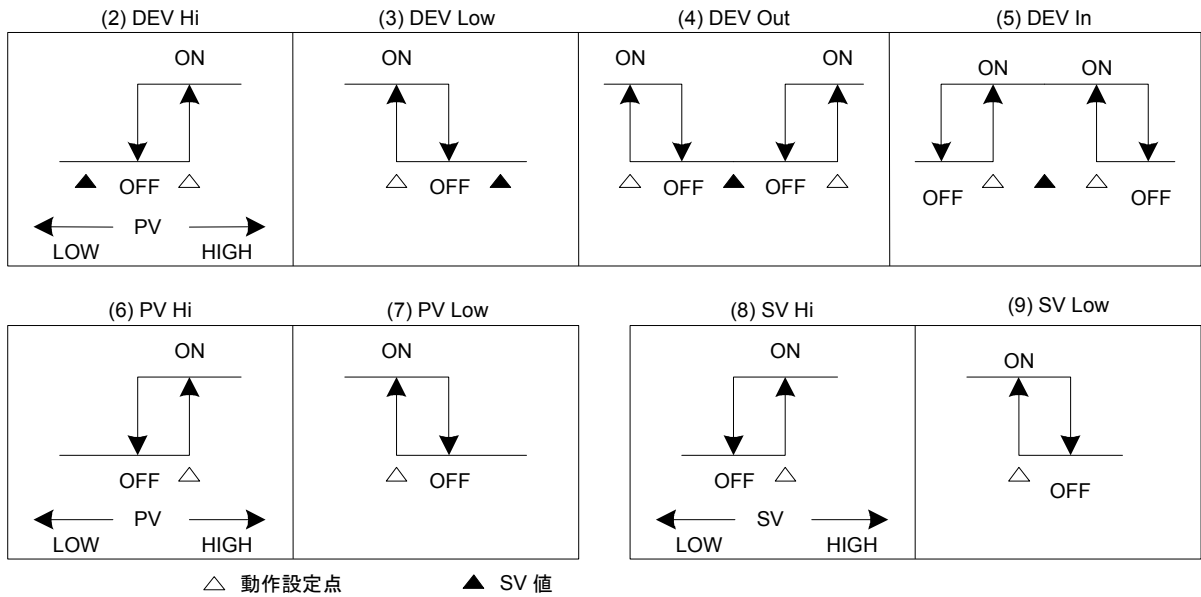 (2) DEV Hi
(3) DEV Low
(4) DEV Out
(5) DEV In
ON
OFF
PV
LOW
HIGH
ON
OFF
ON
ON
OFF
OFF
ON
ON
OFF
OFF
(6) PV Hi
(7) PV Low
(8) SV Hi
(9) SV Low
ON
OFF
PV
LOW
HIGH
ON
OFF
ON
OFF
SV
LOW
HIGH
ON
OFF
△ 動作設定点
▲ SV 値